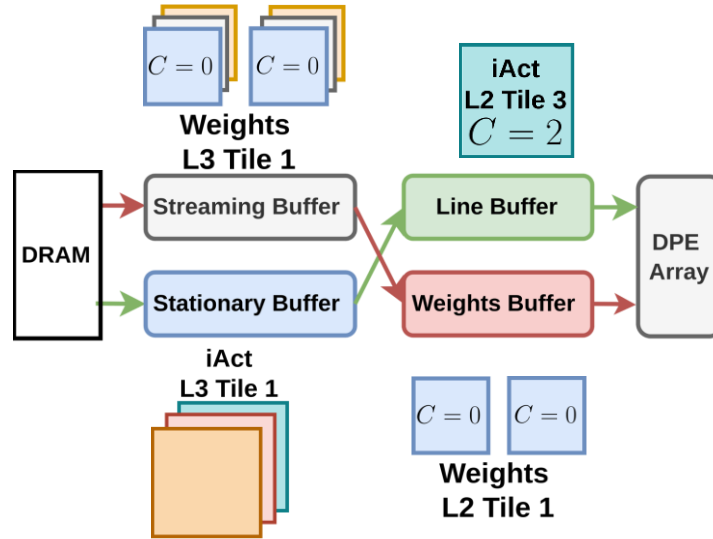 C = 0
C = 0
Weights
L3 Tile 1
iAct
L2 Tile 3
C = 2
DRAM
Streaming Buffer
Stationary Buffer
Line Buffer
Weights Buffer
DPE
Array
iAct
L3 Tile 1
C = 0
C = 0
Weights
L2 Tile 1